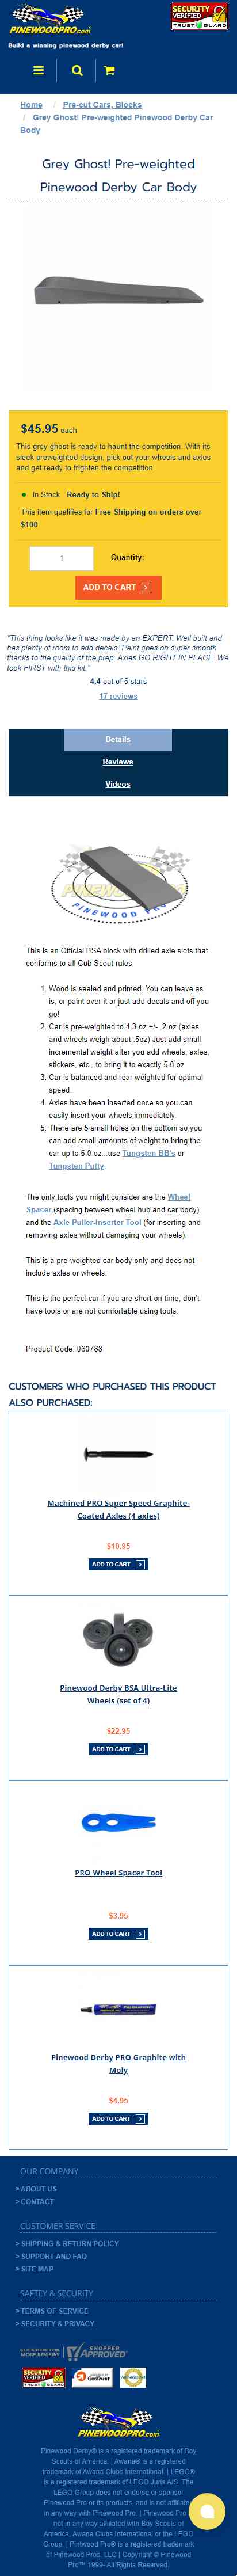 PINEWOODPRO.com
Build a winning pinewood derby car!
SECURITY
VERIFIED
TRUST GUARD
Home / Pre-cut Cars, Blocks
/ Grey Ghost! Pre-weighted Pinewood Derby Car
Body
Grey Ghost! Pre-weighted
Pinewood Derby Car Body
$45.95 each
This grey ghost is ready to haunt the competition. With its
sleek preweighted design, pick out your wheels and axles
and get ready to frighten the competition
In Stock Ready to Ship!
This item qualifies for Free Shipping on orders over
$100
1
Quantity:
ADD TO CART
"This thing looks like it was made by an EXPERT. Well built and
has plenty of room to add decals. Paint goes on super smooth
thanks to the quality of the prep. Axles GO RIGHT IN PLACE. We
took FIRST with this kit."
4.4 out of 5 stars
17 reviews
Details
Reviews
Videos
This is an Official BSA block with drilled axle slots that
conforms to all Cub Scout rules.
1. Wood is sealed and primed. You can leave as
is, or paint over it or just add decals and off you
go!
2. Car is pre-weighted to 4.3 oz +/- .2 oz (axles
and wheels weigh about .5oz) Just add small
incremental weight after you add wheels, axles,
stickers, etc...to bring it to exactly 5.0 oz
3. Car is balanced and rear weighted for optimal
speed.
4. Axles have been inserted once so you can
easily insert your wheels immediately.
5. There are 5 small holes on the bottom so you
can add small amounts of weight to bring the
car up to 5.0 oz...use Tungsten BB's or
Tungsten Putty.
The only tools you might consider are the Wheel
Spacer (spacing between wheel hub and car body)
and the Axle Puller-Inserter Tool (for inserting and
removing axles without damaging your wheels).
This is a pre-weighted car body only and does not
include axles or wheels.
This is the perfect car if you are short on time, don't
have tools or are not comfortable using tools.
Product Code: 060788
CUSTOMERS WHO PURCHASED THIS PRODUCT
ALSO PURCHASED:
Machined PRO Super Speed Graphite-
Coated Axles (4 axles)
$10.95
ADD TO CART
Pinewood Derby BSA Ultra-Lite
Wheels (set of 4)
$22.95
ADD TO CART
PRO Wheel Spacer Tool
$3.95
ADD TO CART
Pinewood Derby PRO Graphite with
Moly
$4.95
ADD TO CART
OUR COMPANY
> ABOUT US
> CONTACT
CUSTOMER SERVICE
> SHIPPING & RETURN POLICY
> SUPPORT AND FAQ
> SITE MAP
SAFTEY & SECURITY
> TERMS OF SERVICE
> SECURITY & PRIVACY
CLICK HERE FOR
MORE REVIEWS
SHOPPER
APPROVED
SECURITY
VERIFIED
TRUST GUARD
GeoTrust
PINEWOODPRO.com
Pinewood Derby® is a registered trademark of Boy
Scouts of America. | Awana® is a registered
trademark of Awana Clubs International. | LEGO®
is a registered trademark of LEGO Juris A/S. The
LEGO Group does not endorse or sponsor
Pinewood Pro or its products, and is not affiliated
in any way with Pinewood Pro. | Pinewood Pro is
not in any way affiliated with Boy Scouts of
America, Awana Clubs International or the LEGO
Group. | Pinewood Pro® is a registered trademark
of Pinewood Pros, LLC | Copyright © Pinewood
Pro™ 1999- All Rights Reserved.